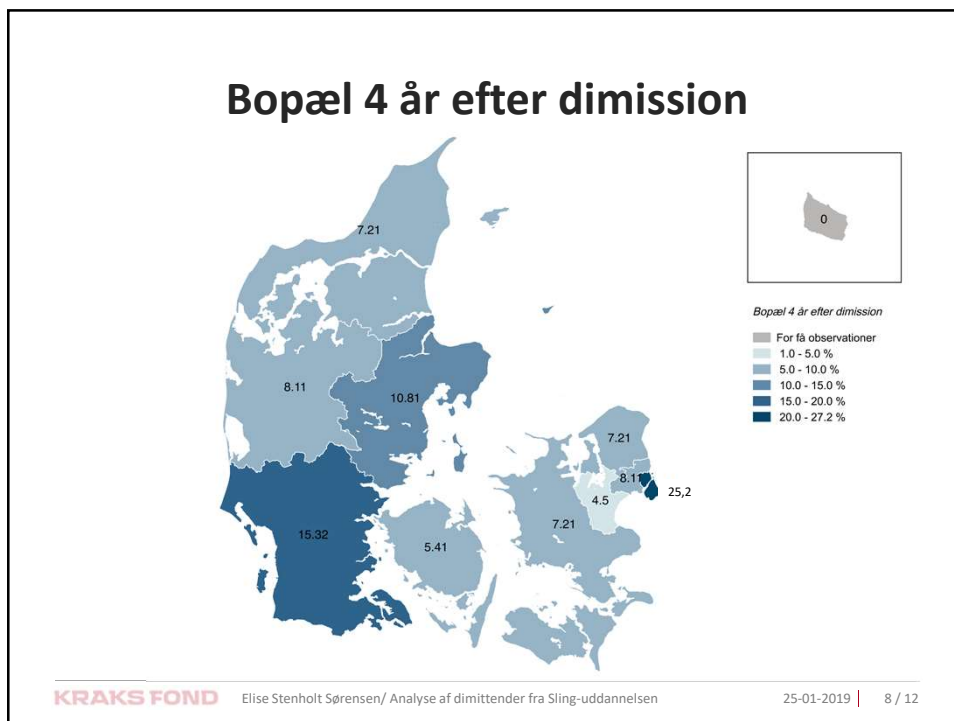 Bopæl 4 år efter dimission
7.21
0
8.11
10.81
7.21
8.11
25,2
4.5
7.21
15.32
5.41
Bopæl 4 år efter dimission
For få observationer
1.0 - 5.0 %
5.0 - 10.0 %
10.0 - 15.0 %
15.0 - 20.0 %
20.0 - 27.2 %
KRAKS FOND Elise Stenholt Sørensen/ Analyse af dimittender fra Sling-uddannelsen 25-01-2019 8 / 12